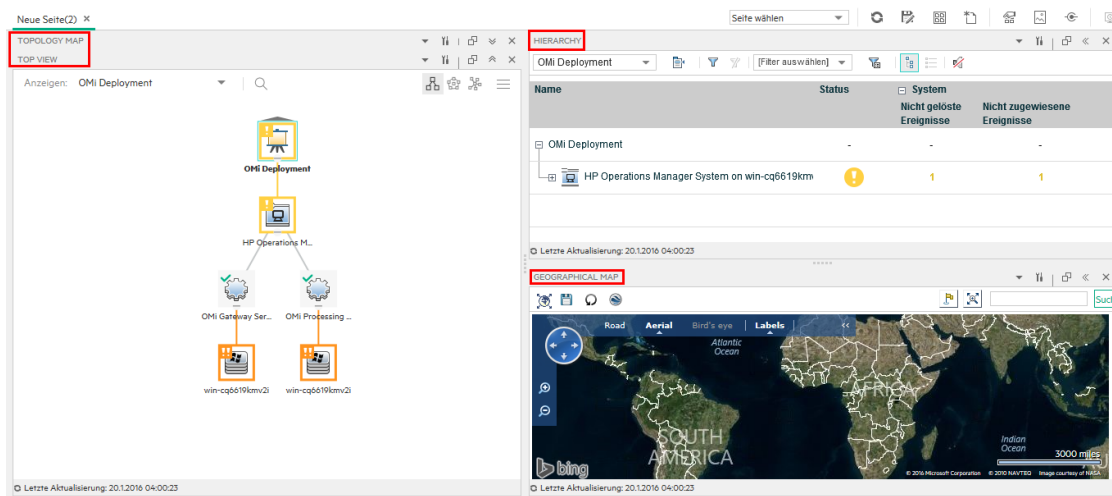 Neue Seite(2)
Seite wählen
TOPOLOGY MAP
TOP VIEW
Anzeigen: OMi Deployment
OMi Deployment
HP Operations M...
OMi Gateway Ser...
OMi Processing ...
win-cq6619kmv2i
win-cq6619kmv2i
Letzte Aktualisierung: 20.1.2016 04:00:23
HIERARCHY
OMi Deployment
[Filter auswählen]
Name
Status
System
Nicht gelöste Ereignisse
Nicht zugewiesene Ereignisse
OMi Deployment - - -
HP Operations Manager System on win-cq6619km
1 1
Letzte Aktualisierung: 20.1.2016 04:00:23
GEOGRAPHICAL MAP
Such
Road Aerial Bird's eye Labels <<
Atlantic
Ocean
AFRICA
SOUTH
AMERICA
Indian
Ocean
3000 miles
AU
bing
© 2016 Microsoft Corporation © 2010 NAVTEQ Image courtesy of NASA
Letzte Aktualisierung: 20.1.2016 04:00:23